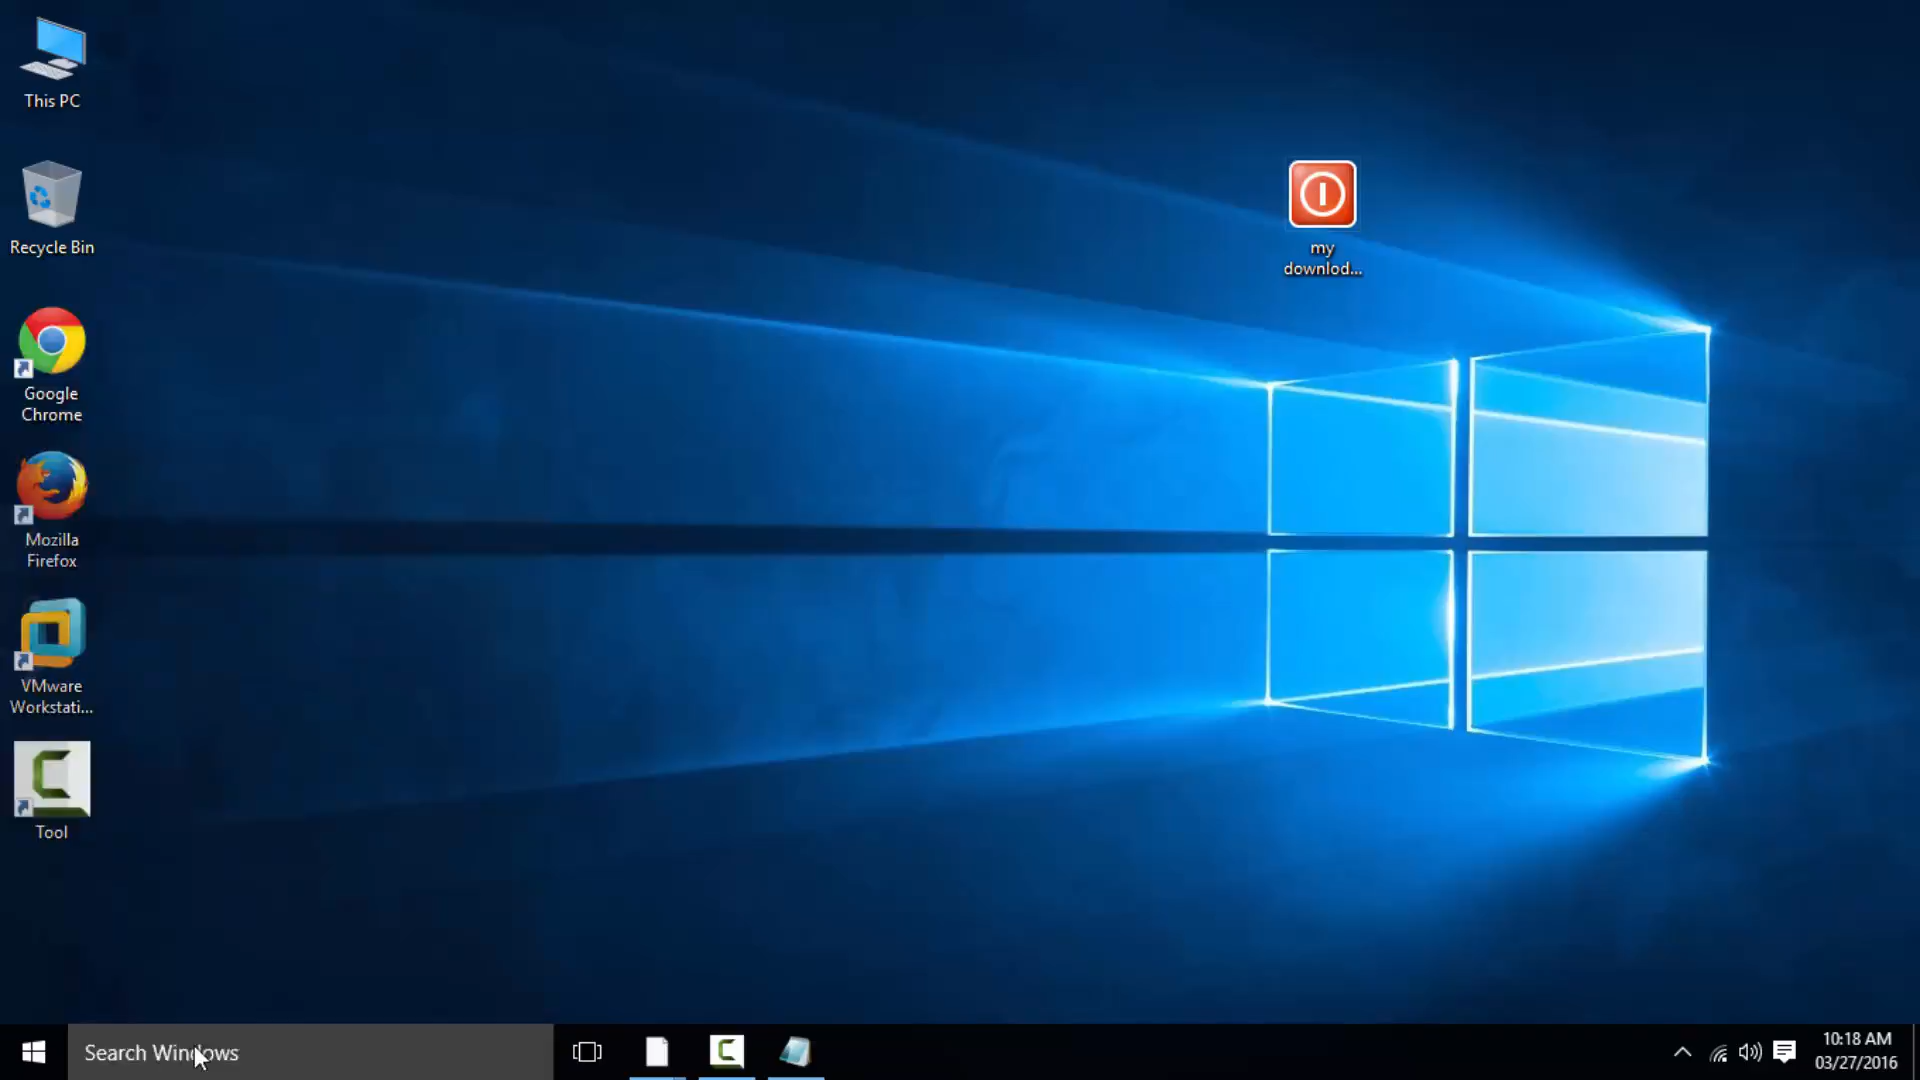 This PC
Recycle Bin
Google
Chrome
Mozilla
Firefox
VMware
Workstati...
Tool
my
downlod...
Search Windows
10:18 AM
03/27/2016